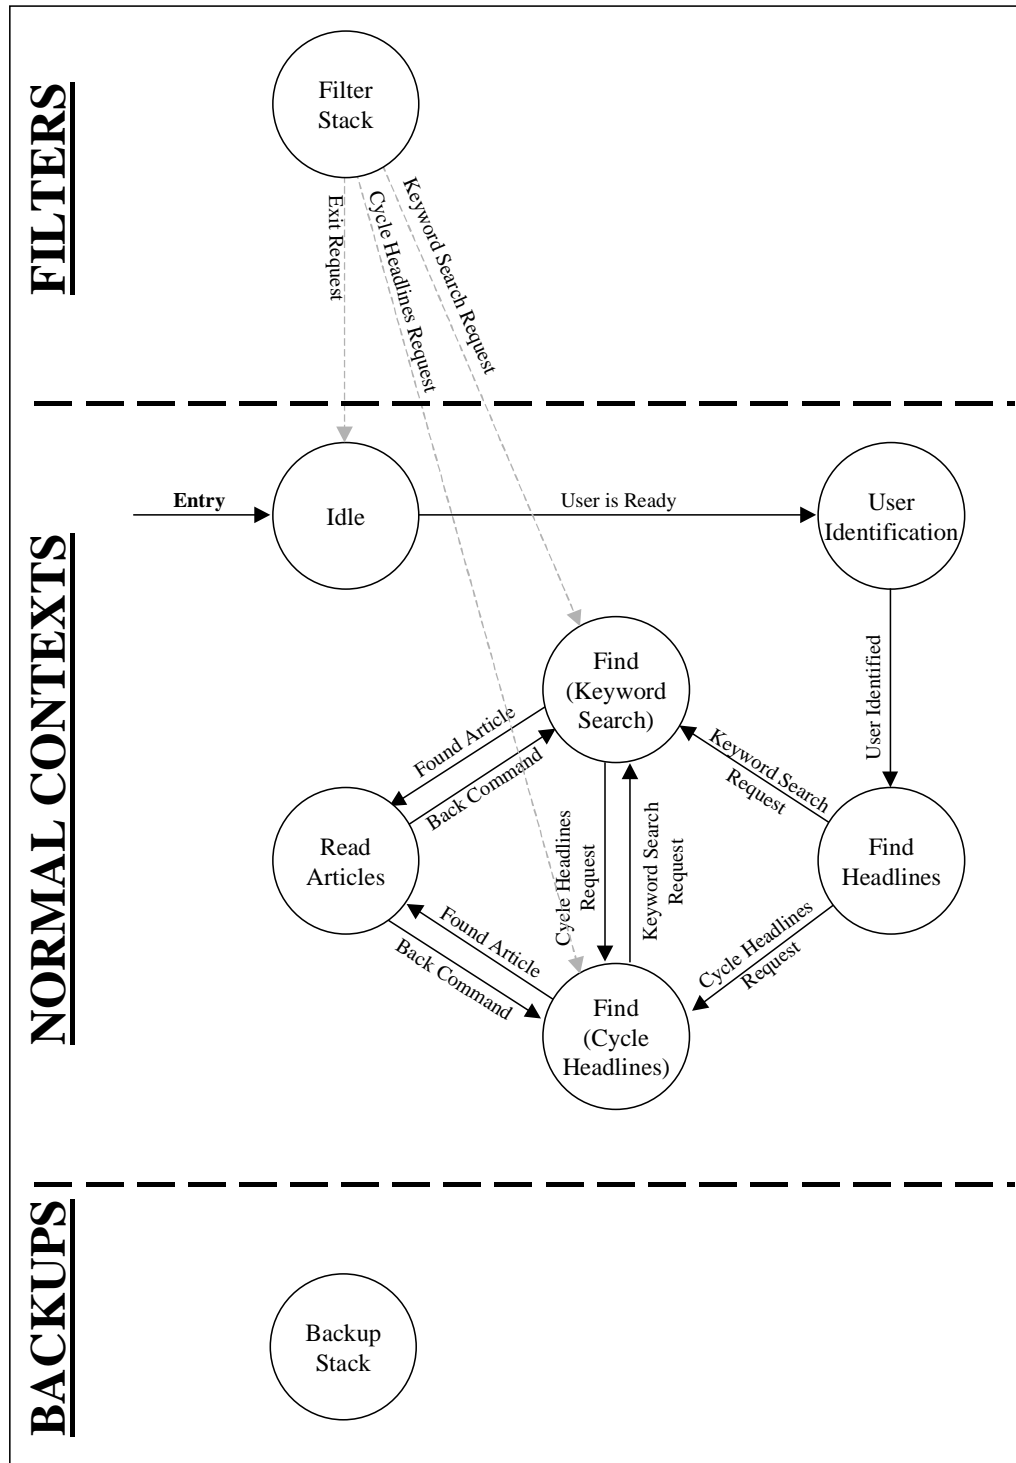 FILTERS
Filter
Stack
Exit Request
Cycle Headlines Request
Keyword Search Request
NORMAL CONTEXTS
Entry
Idle
User is Ready
User
Identification
User Identified
Find
(Keyword
Search)
Found Article
Back Command
Keyword Search
Request
Read
Articles
Cycle Headlines
Request
Keyword Search
Request
Find
Headlines
Found Article
Back Command
Cycle Headlines
Request
Find
(Cycle
Headlines)
BACKUPS
Backup
Stack